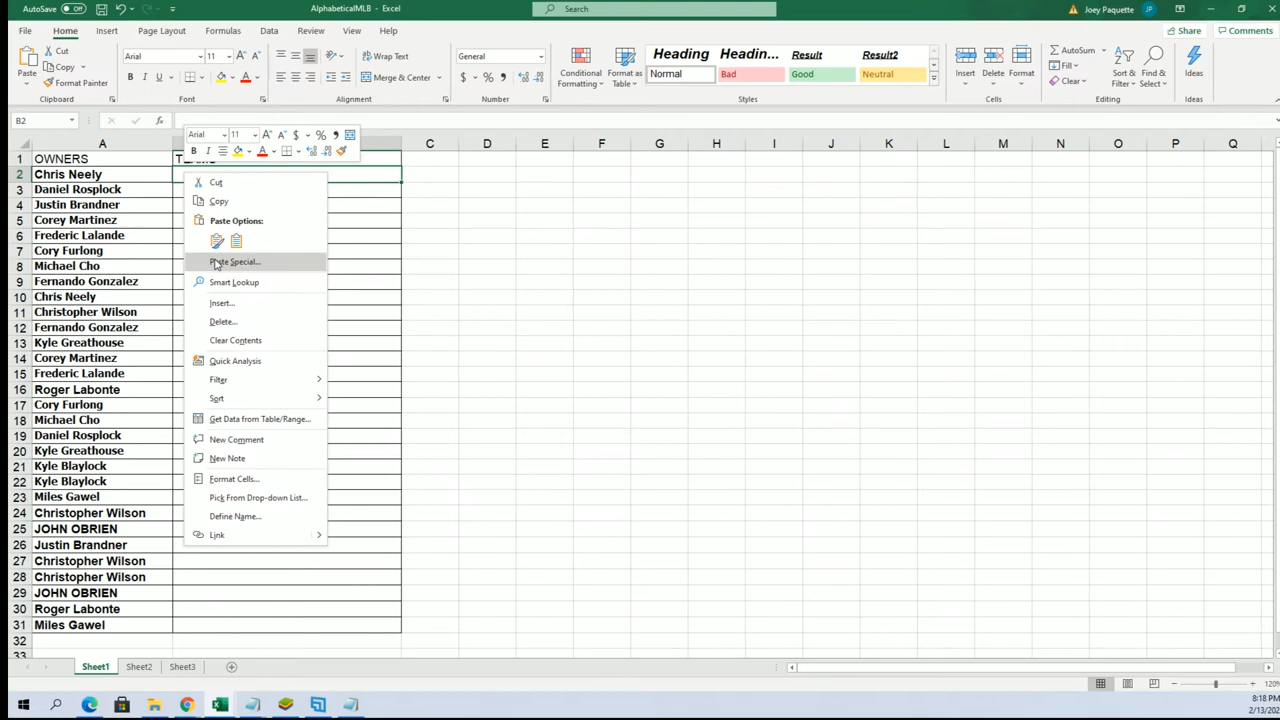 AutoSave Off AlphabeticalMLB - Excel Search Joey Paquette JP
File Home Insert Page Layout Formulas Data Review View Help Share Comments
Paste Cut Copy Format Painter Clipboard
Arial 11 B I U A Font
Wrap Text Merge & Center Alignment
General $ % , Number
Conditional Formatting Format as Table
Heading Headin... Result Result2
Normal Bad Good Neutral
Styles
Insert Delete Format Cells
AutoSum Fill Clear Sort & Filter Find & Select Editing
Ideas Ideas
B2 fx
Arial 11 A A $ % ,
B I A
A C D E F G H I J K L M N O P Q
1 OWNERS
2 Chris Neely
3 Daniel Rosplock
4 Justin Brandner
5 Corey Martinez
6 Frederic Lalande
7 Cory Furlong
8 Michael Cho
9 Fernando Gonzalez
10 Chris Neely
11 Christopher Wilson
12 Fernando Gonzalez
13 Kyle Greathouse
14 Corey Martinez
15 Frederic Lalande
16 Roger Labonte
17 Cory Furlong
18 Michael Cho
19 Daniel Rosplock
20 Kyle Greathouse
21 Kyle Blaylock
22 Kyle Blaylock
23 Miles Gawel
24 Christopher Wilson
25 JOHN OBRIEN
26 Justin Brandner
27 Christopher Wilson
28 Christopher Wilson
29 JOHN OBRIEN
30 Roger Labonte
31 Miles Gawel
32
33
Cut
Copy
Paste Options:
Paste Special...
Smart Lookup
Insert...
Delete...
Clear Contents
Quick Analysis
Filter
Sort
Get Data from Table/Range...
New Comment
New Note
Format Cells...
Pick From Drop-down List...
Define Name...
Link
Sheet1 Sheet2 Sheet3
120%
8:18 PM